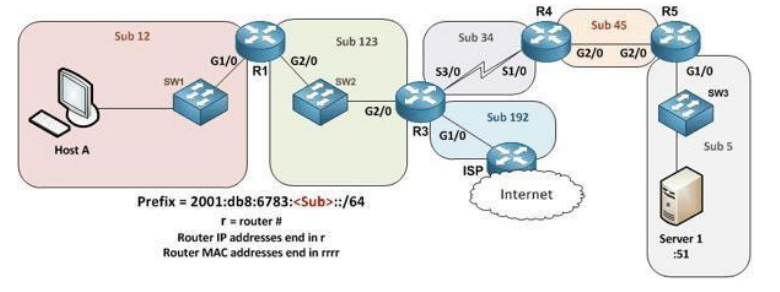 Sub 12
G1/0
R1
G2/0
SW1
Host A
Sub 123
SW2
G2/0
R3
Sub 34
S3/0
S1/0
R4
Sub 45
G2/0
G2/0
R5
G1/0
SW3
Sub 5
Server 1
:51
G1/0
Sub 192
ISP
Internet
Prefix = 2001:db8:6783:<Sub>::/64
r = router #
Router IP addresses end in r
Router MAC addresses end in rrrr